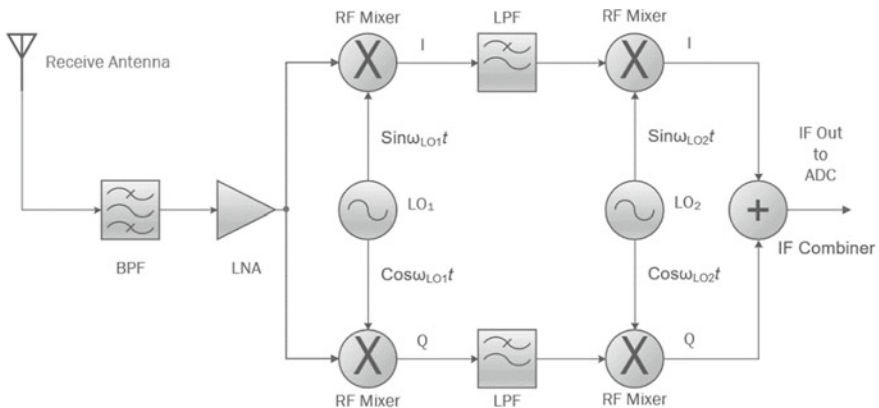 RF Mixer
LPF
RF Mixer
I
I
Receive Antenna
X
X
Sinω_LO1t
Sinω_LO2t
IF Out
to
ADC
LO₁
LO₂
+
BPF
LNA
IF Combiner
Cosω_LO1t
Cosω_LO2t
Q
Q
X
X
RF Mixer
LPF
RF Mixer